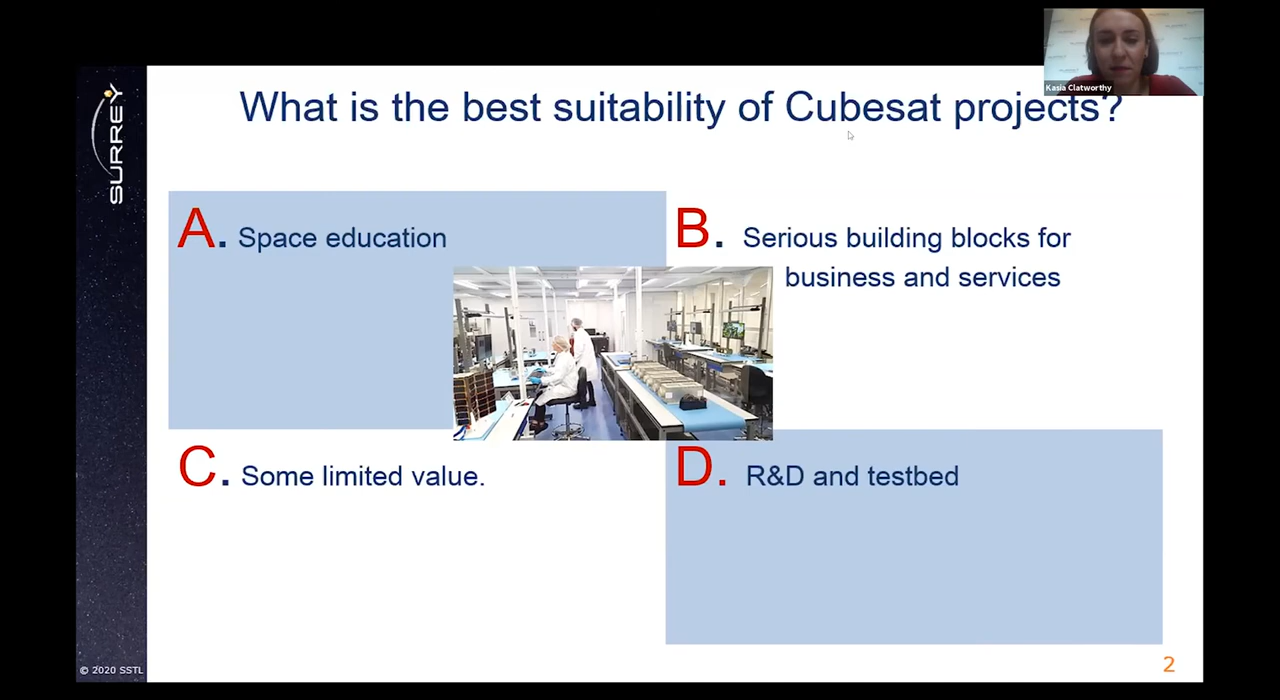 Kasia Clatworthy
SURREY
What is the best suitability of Cubesat projects?
A. Space education
B. Serious building blocks for
business and services
C. Some limited value.
D. R&D and testbed
© 2020 SSTL
2